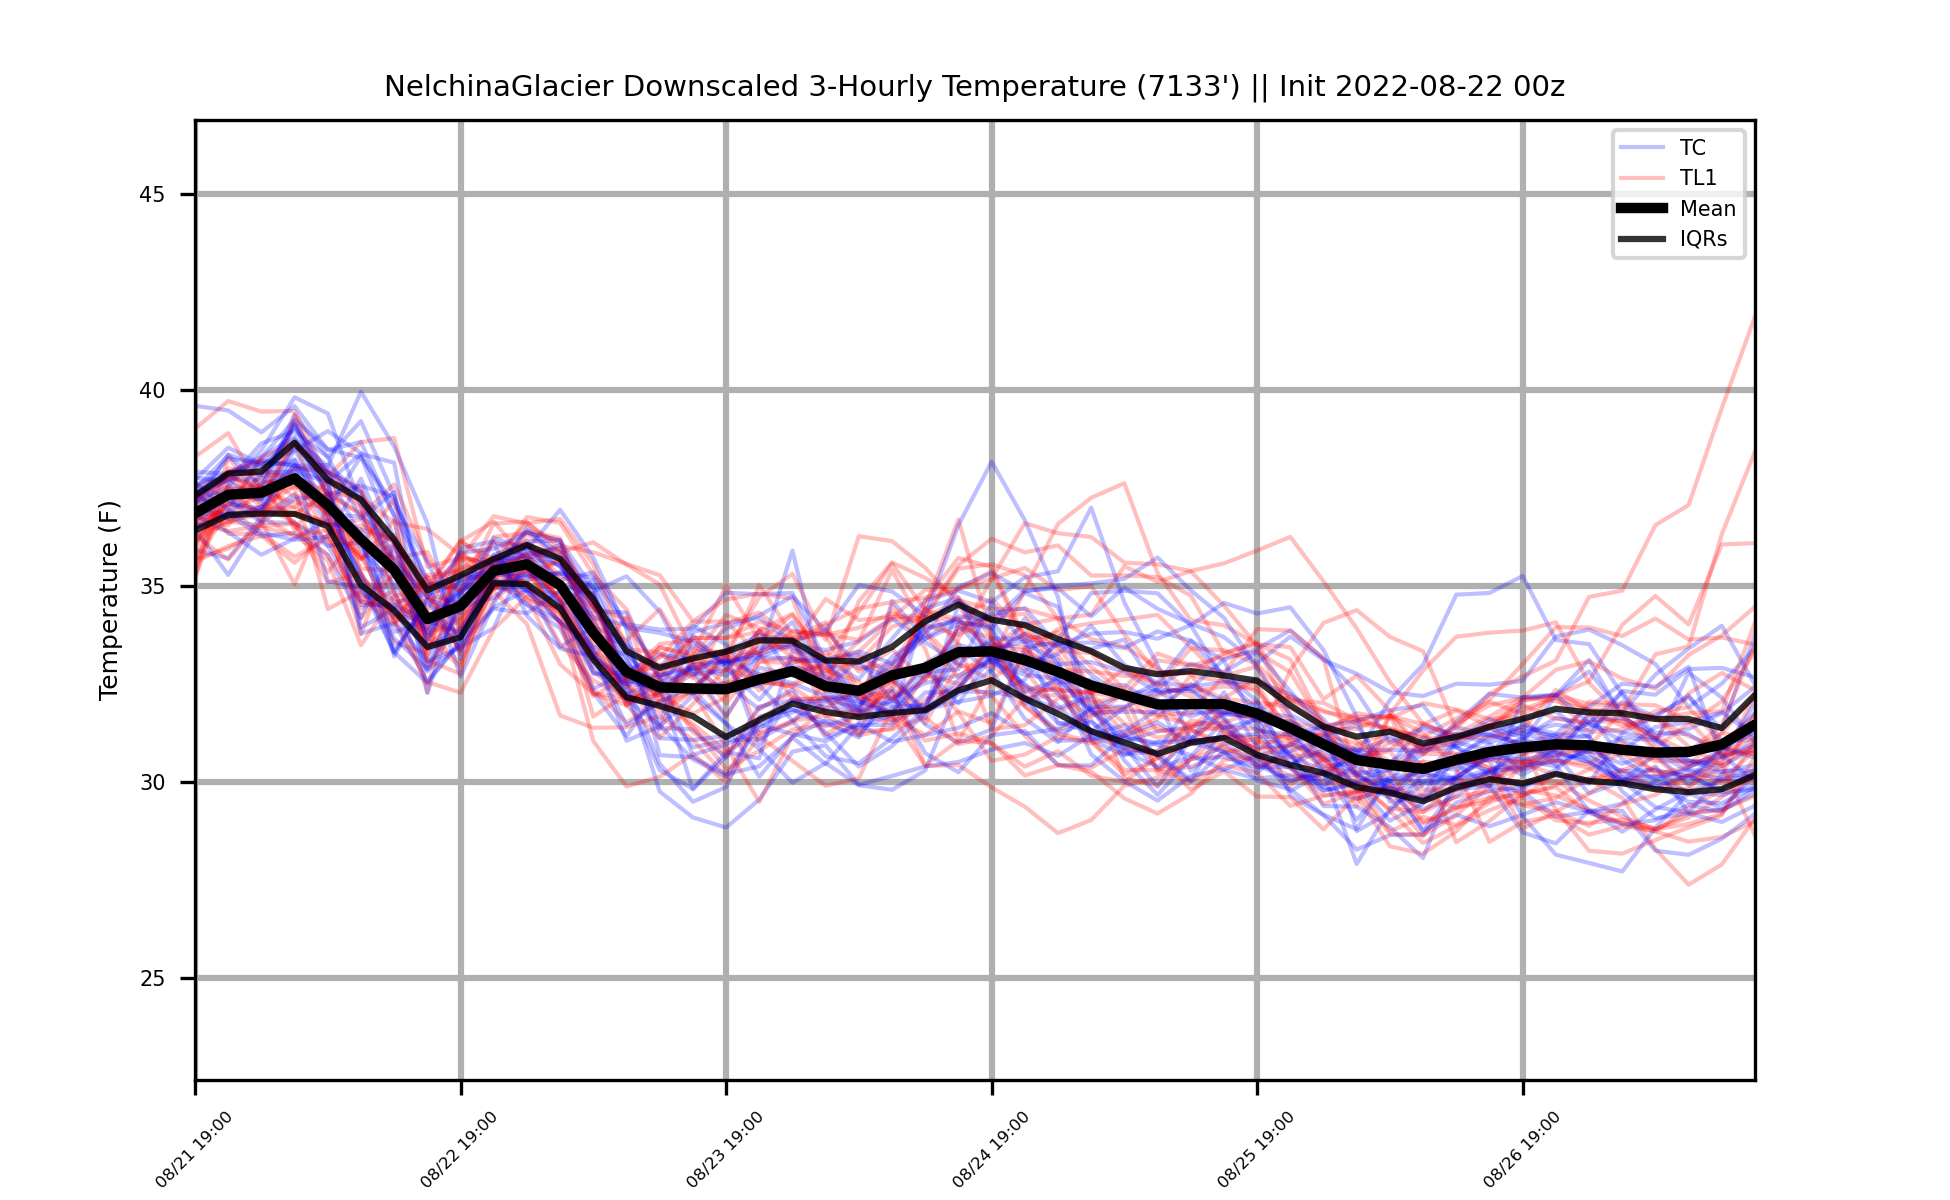 NelchinaGlacier Downscaled 3-Hourly Temperature (7133') || Init 2022-08-22 00z
TC
TL1
Mean
IQRs
Temperature (F)
45
40
35
30
25
08/21 19:00
08/22 19:00
08/23 19:00
08/24 19:00
08/25 19:00
08/26 19:00